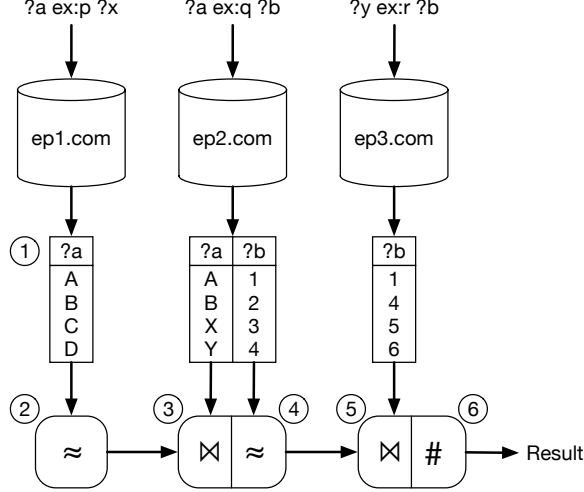 ?a ex:p ?x ?a ex:q ?b ?y ex:r ?b
ep1.com ep2.com ep3.com
1 ?a ?a ?b ?b
A A 1 1
B B 2 4
C X 3 5
D Y 4 6
2 3 4 5 6
≈ ⋈ ≈ ⋈ # Result